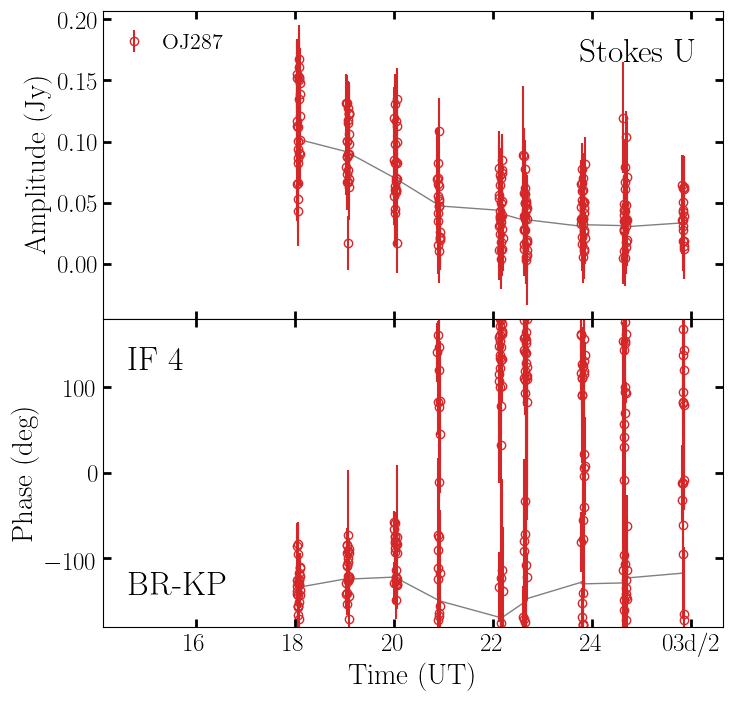 0.20
OJ287
Stokes U
0.15
0.10
0.05
0.00
Amplitude (Jy)
IF 4
100
0
−100
Phase (deg)
BR-KP
16 18 20 22 24 03d/2
Time (UT)